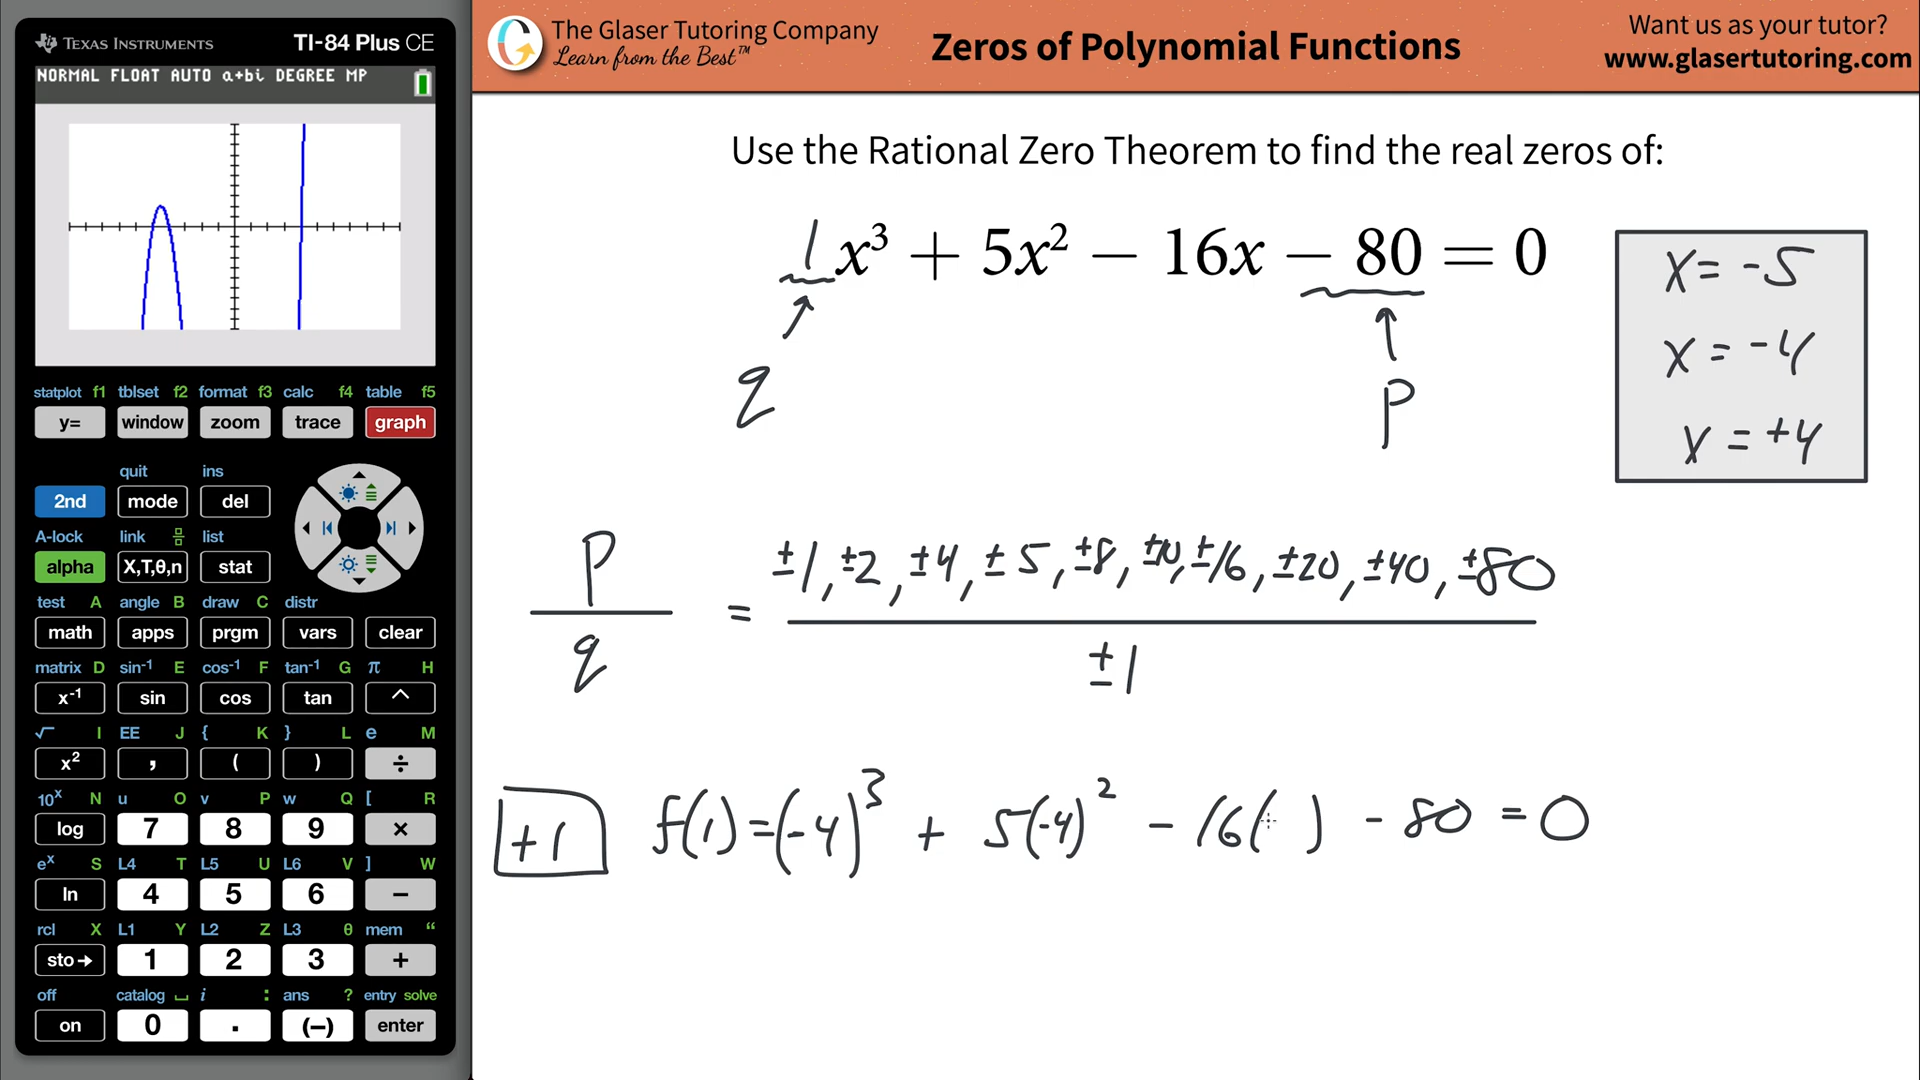 TEXAS INSTRUMENTS TI-84 Plus CE
NORMAL FLOAT AUTO a+bi DEGREE MP
statplot f1 tblset f2 format f3 calc f4 table f5
y= window zoom trace graph
quit ins
2nd mode del
A-lock link list
alpha X,T,θ,n stat
test A angle B draw C distr
math apps prgm vars clear
matrix D sin⁻¹ E cos⁻¹ F tan⁻¹ G π H
x⁻¹ sin cos tan ^
√ I EE J { K } L e M
x² , ( ) ÷
10ˣ N u O v P w Q [ R
log 7 8 9 ×
eˣ S L4 T L5 U L6 V ] W
ln 4 5 6 −
rcl X L1 Y L2 Z L3 θ mem "
sto→ 1 2 3 +
off catalog ⎵ i : ans ? entry solve
on 0 . (−) enter
The Glaser Tutoring Company
Learn from the Best™
Zeros of Polynomial Functions
Want us as your tutor?
www.glasertutoring.com
Use the Rational Zero Theorem to find the real zeros of:
1x³ + 5x² − 16x − 80 = 0
q
p
x = -5
x = -4
x = +4
p
q
=
±1, ±2, ±4, ±5, ±8, ±10, ±16, ±20, ±40, ±80
±1
+1 f(1) = (-4)³ + 5(-4)² - 16( ) - 80 = 0